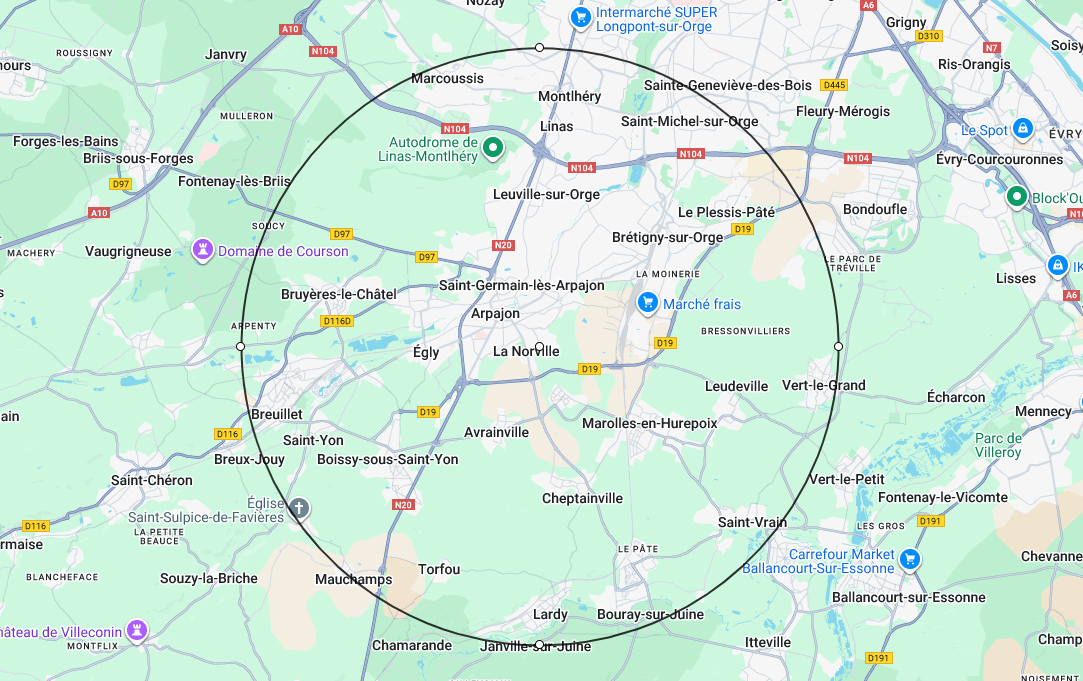 Nozay
Intermarché SUPER
Longpont-sur-Orge
A6
Grigny
A10
D310
ROUSSIGNY
Janvry
N104
N7
Soisy
ours
Ris-Orangis
Marcoussis
Sainte-Geneviève-des-Bois
D445
Montlhéry
MULLERON
Fleury-Mérogis
Linas
Saint-Michel-sur-Orge
N104
Le Spot
ÉVRY
Forges-les-Bains
Autodrome de
Linas-Montlhéry
Briis-sous-Forges
N104
N104
N104
Évry-Courcouronnes
D97
Fontenay-lès-Briis
Leuville-sur-Orge
Block'Ou
A10
Le Plessis-Pâté
Bondoufle
N10
SOUCY
D97
D19
Brétigny-sur-Orge
MACHERY
Vaugrigneuse
Domaine de Courson
N20
D97
LE PARC DE
TRÉVILLE
LA MOINERIE
IK
Lisses
Saint-Germain-lès-Arpajon
Bruyères-le-Châtel
s
A6
Marché frais
Arpajon
D116D
ARPENTY
BRESSONVILLIERS
Égly
La Norville
D19
D19
Leudeville
Vert-le-Grand
Écharcon
Breuillet
D19
Mennecy
ain
Marolles-en-Hurepoix
D116
Avrainville
Saint-Yon
Parc de
Villeroy
Breux-Jouy
Boissy-sous-Saint-Yon
Saint-Chéron
Vert-le-Petit
Cheptainville
Fontenay-le-Vicomte
Église
Saint-Sulpice-de-Favières
N20
D116
Saint-Vrain
LES GROS
D191
LA PETITE
BEAUCE
rmaise
LE PÂTE
Carrefour Market
Ballancourt-Sur-Essonne
Chevanne
BLANCHEFACE
Souzy-la-Briche
Mauchamps
Torfou
Ballancourt-sur-Essonne
Lardy
Bouray-sur-Juine
hâteau de Villeconin
MONTFLIX
Chamarande
Janville-sur-Juine
Itteville
Champ
D191
NOISEMENT